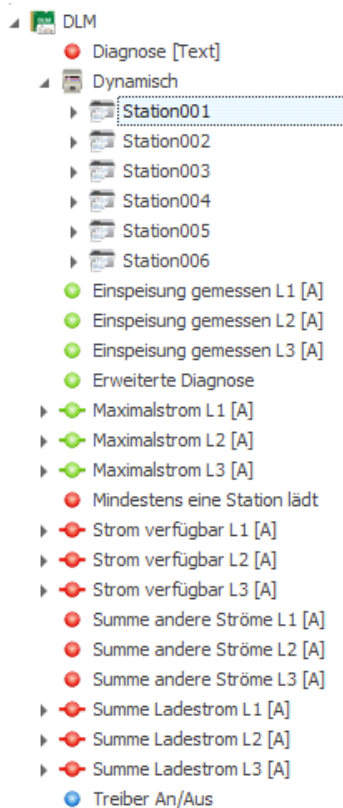 DLM
Diagnose [Text]
Dynamisch
Station001
Station002
Station003
Station004
Station005
Station006
Einspeisung gemessen L1 [A]
Einspeisung gemessen L2 [A]
Einspeisung gemessen L3 [A]
Erweiterte Diagnose
Maximalstrom L1 [A]
Maximalstrom L2 [A]
Maximalstrom L3 [A]
Mindestens eine Station lädt
Strom verfügbar L1 [A]
Strom verfügbar L2 [A]
Strom verfügbar L3 [A]
Summe andere Ströme L1 [A]
Summe andere Ströme L2 [A]
Summe andere Ströme L3 [A]
Summe Ladestrom L1 [A]
Summe Ladestrom L2 [A]
Summe Ladestrom L3 [A]
Treiber An/Aus